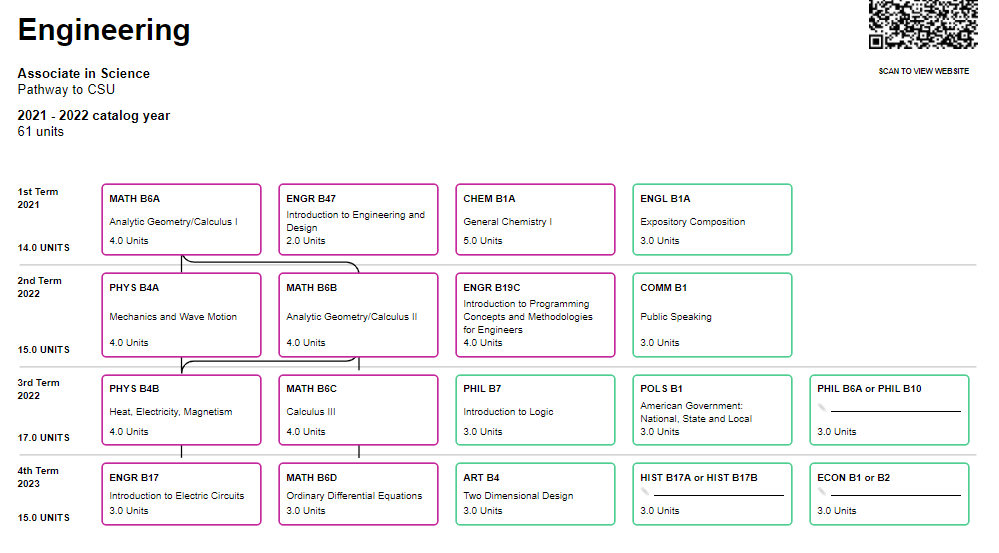 Engineering
SCAN TO VIEW WEBSITE
Associate in Science
Pathway to CSU
2021 - 2022 catalog year
61 units
1st Term
2021
14.0 UNITS
MATH B6A
Analytic Geometry/Calculus I
4.0 Units
ENGR B47
Introduction to Engineering and
Design
2.0 Units
CHEM B1A
General Chemistry I
5.0 Units
ENGL B1A
Expository Composition
3.0 Units
2nd Term
2022
15.0 UNITS
PHYS B4A
Mechanics and Wave Motion
4.0 Units
MATH B6B
Analytic Geometry/Calculus II
4.0 Units
ENGR B19C
Introduction to Programming
Concepts and Methodologies
for Engineers
4.0 Units
COMM B1
Public Speaking
3.0 Units
3rd Term
2022
17.0 UNITS
PHYS B4B
Heat, Electricity, Magnetism
4.0 Units
MATH B6C
Calculus III
4.0 Units
PHIL B7
Introduction to Logic
3.0 Units
POLS B1
American Government:
National, State and Local
3.0 Units
PHIL B6A or PHIL B10
3.0 Units
4th Term
2023
15.0 UNITS
ENGR B17
Introduction to Electric Circuits
3.0 Units
MATH B6D
Ordinary Differential Equations
3.0 Units
ART B4
Two Dimensional Design
3.0 Units
HIST B17A or HIST B17B
3.0 Units
ECON B1 or B2
3.0 Units